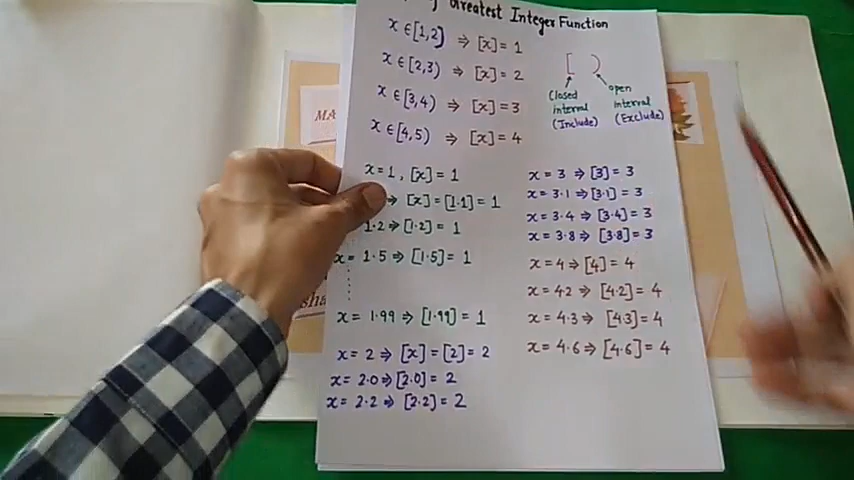 Greatest Integer Function
x ∈ [1,2) ⇒ [x] = 1
x ∈ [2,3) ⇒ [x] = 2
x ∈ [3,4) ⇒ [x] = 3
x ∈ [4,5) ⇒ [x] = 4
[ )
Closed interval (Include)
open interval (Exclude)
x = 1, [x] = 1
⇒ [x] = [1.1] = 1
1.2 ⇒ [1.2] = 1
x = 1.5 ⇒ [1.5] = 1
x = 1.99 ⇒ [1.99] = 1
x = 2 ⇒ [x] = [2] = 2
x = 2.0 ⇒ [2.0] = 2
x = 2.2 ⇒ [2.2] = 2
x = 3 ⇒ [3] = 3
x = 3.1 ⇒ [3.1] = 3
x = 3.4 ⇒ [3.4] = 3
x = 3.8 ⇒ [3.8] = 3
x = 4 ⇒ [4] = 4
x = 4.2 ⇒ [4.2] = 4
x = 4.3 ⇒ [4.3] = 4
x = 4.6 ⇒ [4.6] = 4